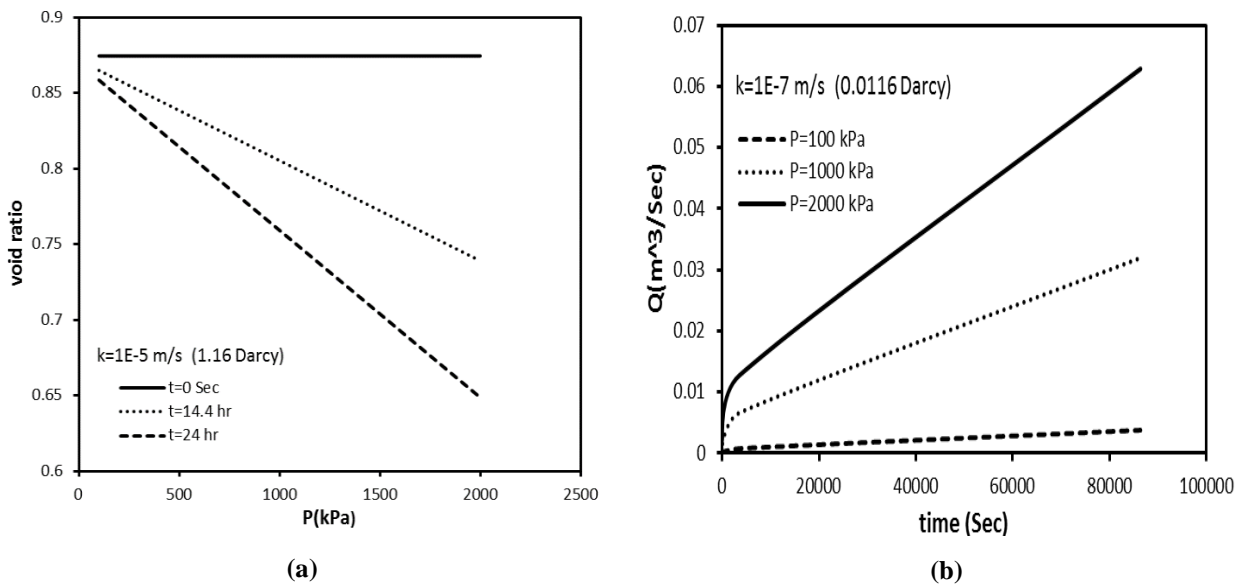 0.9
0.85
0.8
0.75
0.7
0.65
0.6
void ratio
k=1E-5 m/s (1.16 Darcy)
t=0 Sec
t=14.4 hr
t=24 hr
0 500 1000 1500 2000 2500
P(kPa)
(a)
0.07
0.06
0.05
0.04
0.03
0.02
0.01
0
Q(m^3/Sec)
k=1E-7 m/s (0.0116 Darcy)
P=100 kPa
P=1000 kPa
P=2000 kPa
0 20000 40000 60000 80000 100000
time (Sec)
(b)